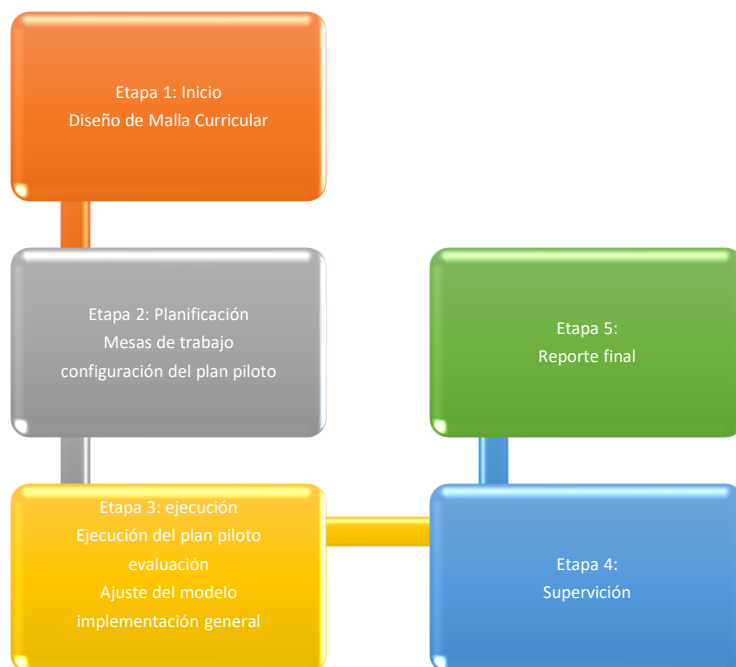 Etapa 1: Inicio
Diseño de Malla Curricular
Etapa 2: Planificación
Mesas de trabajo
configuración del plan piloto
Etapa 3: ejecución
Ejecución del plan piloto
evaluación
Ajuste del modelo
implementación general
Etapa 4:
Supervición
Etapa 5:
Reporte final